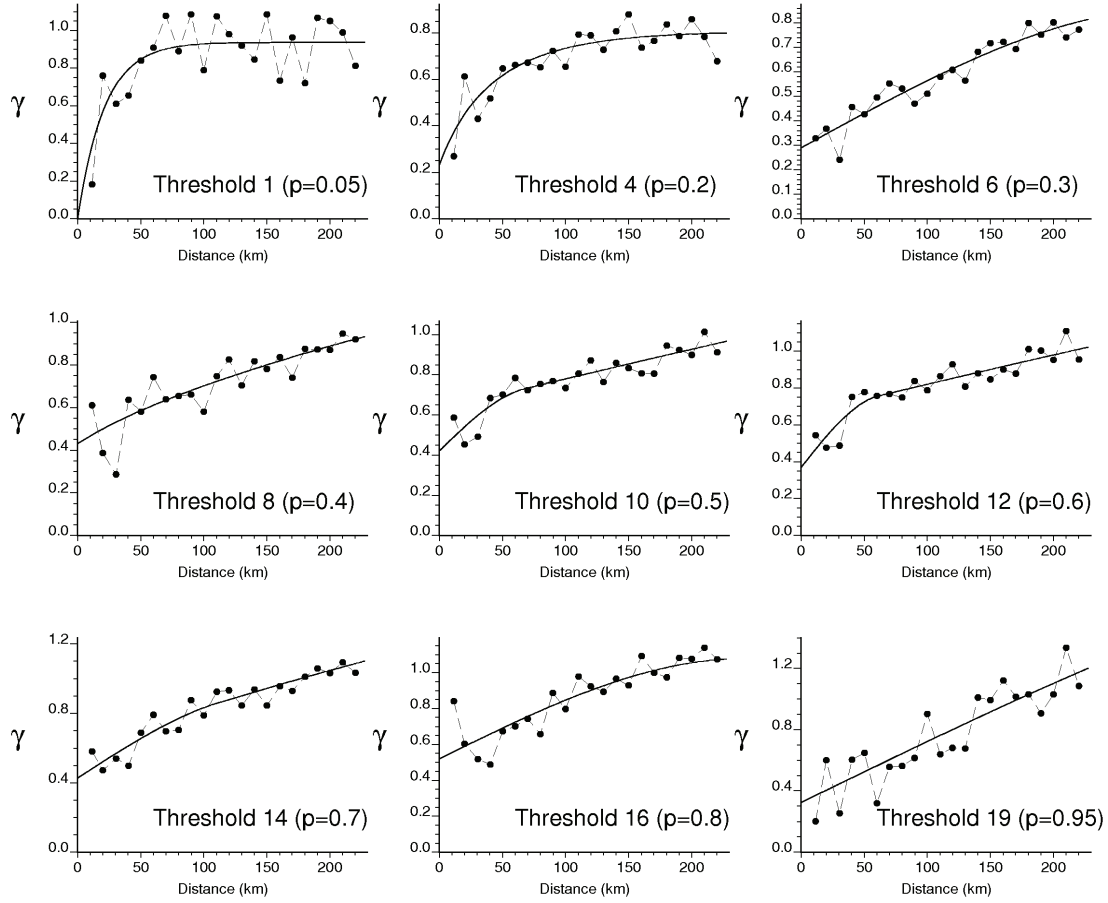 1.0
0.8
0.6
0.4
0.2
0.0
γ
0 50 100 150 200
Distance (km)
Threshold 1 (p=0.05)
0.8
0.6
0.4
0.2
0.0
γ
0 50 100 150 200
Distance (km)
Threshold 4 (p=0.2)
0.8
0.7
0.6
0.5
0.4
0.3
0.2
0.1
0.0
γ
0 50 100 150 200
Distance (km)
Threshold 6 (p=0.3)
1.0
0.8
0.6
0.4
0.2
0.0
γ
0 50 100 150 200
Distance (km)
Threshold 8 (p=0.4)
1.0
0.8
0.6
0.4
0.2
0.0
γ
0 50 100 150 200
Distance (km)
Threshold 10 (p=0.5)
1.0
0.8
0.6
0.4
0.2
0.0
γ
0 50 100 150 200
Distance (km)
Threshold 12 (p=0.6)
1.2
0.8
0.4
0.0
γ
0 50 100 150 200
Distance (km)
Threshold 14 (p=0.7)
1.0
0.8
0.6
0.4
0.2
0.0
γ
0 50 100 150 200
Distance (km)
Threshold 16 (p=0.8)
1.2
0.8
0.4
0.0
γ
0 50 100 150 200
Distance (km)
Threshold 19 (p=0.95)